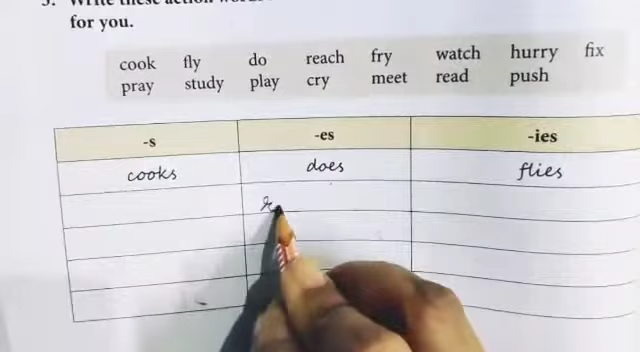 for you.
cook fly do reach fry watch hurry fix
pray study play cry meet read push
-s -es -ies
cooks does flies